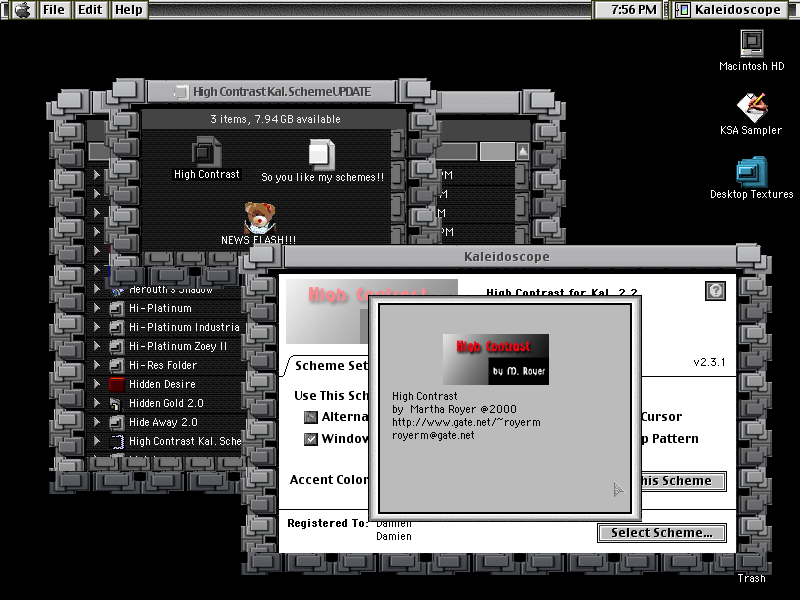 File Edit Help
7:56 PM Kaleidoscope
Macintosh HD
KSA Sampler
Desktop Textures
High Contrast Kal. SchemeUPDATE
3 items, 7.94 GB available
High Contrast
So you like my schemes!!
NEWS FLASH!!!
PM
M
M
PM
Herouth's Shadow
Hi-Platinum
Hi-Platinum Industria
Hi-Platinum Zoey II
Hi-Res Folder
Hidden Desire
Hidden Gold 2.0
Hide Away 2.0
High Contrast Kal. Sche
Kaleidoscope
High Contrast
High Contrast for Kal. 2.2
v2.3.1
Scheme Set
Use This Sch
Alterna
Window
Cursor
p Pattern
Accent Color
his Scheme
Registered To: Damien
Damien
Select Scheme...
High Contrast
by M. Royer
High Contrast
by Martha Royer @2000
http://www.gate.net/~royerm
royerm@gate.net
Trash